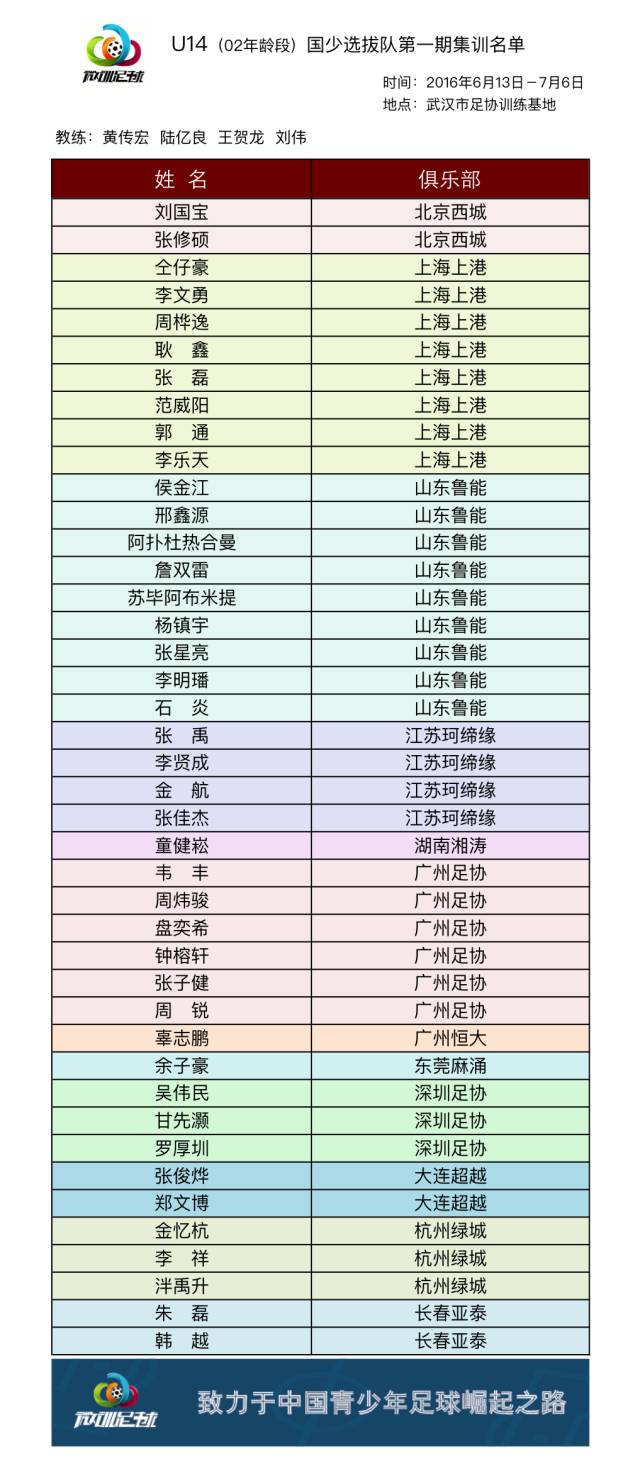 U14（02年龄段）国少选拔队第一期集训名单
时间：2016年6月13日－7月6日
地点：武汉市足协训练基地
教练：黄传宏 陆亿良 王贺龙 刘伟
姓 名 俱乐部
刘国宝 北京西城
张修硕 北京西城
仝仔豪 上海上港
李文勇 上海上港
周桦逸 上海上港
耿 鑫 上海上港
张 磊 上海上港
范威阳 上海上港
郭 通 上海上港
李乐天 上海上港
侯金江 山东鲁能
邢鑫源 山东鲁能
阿扑杜热合曼 山东鲁能
詹双雷 山东鲁能
苏毕阿布米提 山东鲁能
杨镇宇 山东鲁能
张星亮 山东鲁能
李明璠 山东鲁能
石 炎 山东鲁能
张 禹 江苏珂缔缘
李贤成 江苏珂缔缘
金 航 江苏珂缔缘
张佳杰 江苏珂缔缘
童健崧 湖南湘涛
韦 丰 广州足协
周炜骏 广州足协
盘奕希 广州足协
钟榕轩 广州足协
张子健 广州足协
周 锐 广州足协
辜志鹏 广州恒大
余子豪 东莞麻涌
吴伟民 深圳足协
甘先灏 深圳足协
罗厚圳 深圳足协
张俊烨 大连超越
郑文博 大连超越
金忆杭 杭州绿城
李 祥 杭州绿城
泮禹升 杭州绿城
朱 磊 长春亚泰
韩 越 长春亚泰
致力于中国青少年足球崛起之路